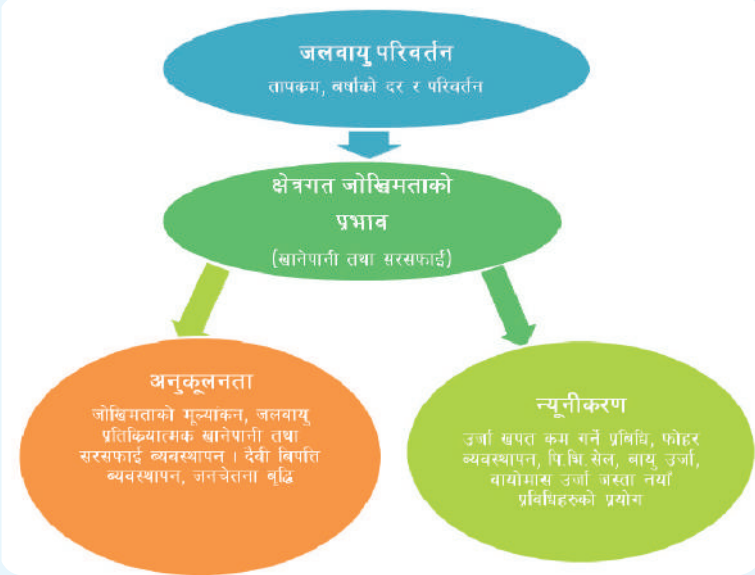 जलवायु परिवर्तन
तापक्रम, वर्षाको दर र परिवर्तन
क्षेत्रगत जोखिमताको
प्रभाव
(खानेपानी तथा सरसफाई)
अनुकूलनता
जोखिमताको मूल्यांकन, जलवायु
प्रतिक्रियात्मक खानेपानी तथा
सरसफाई ब्यवस्थापन । दैवी बिपत्ति
ब्यवस्थापन, जनचेतना बृद्धि
न्यूनीकरण
उर्जा खपत कम गर्ने प्रबिधि, फोहर
ब्यवस्थापन, पि.भि.सेल, बायु उर्जा,
वायोमास उर्जा जस्ता नयाँ
प्रबिधिहरुको प्रयोग